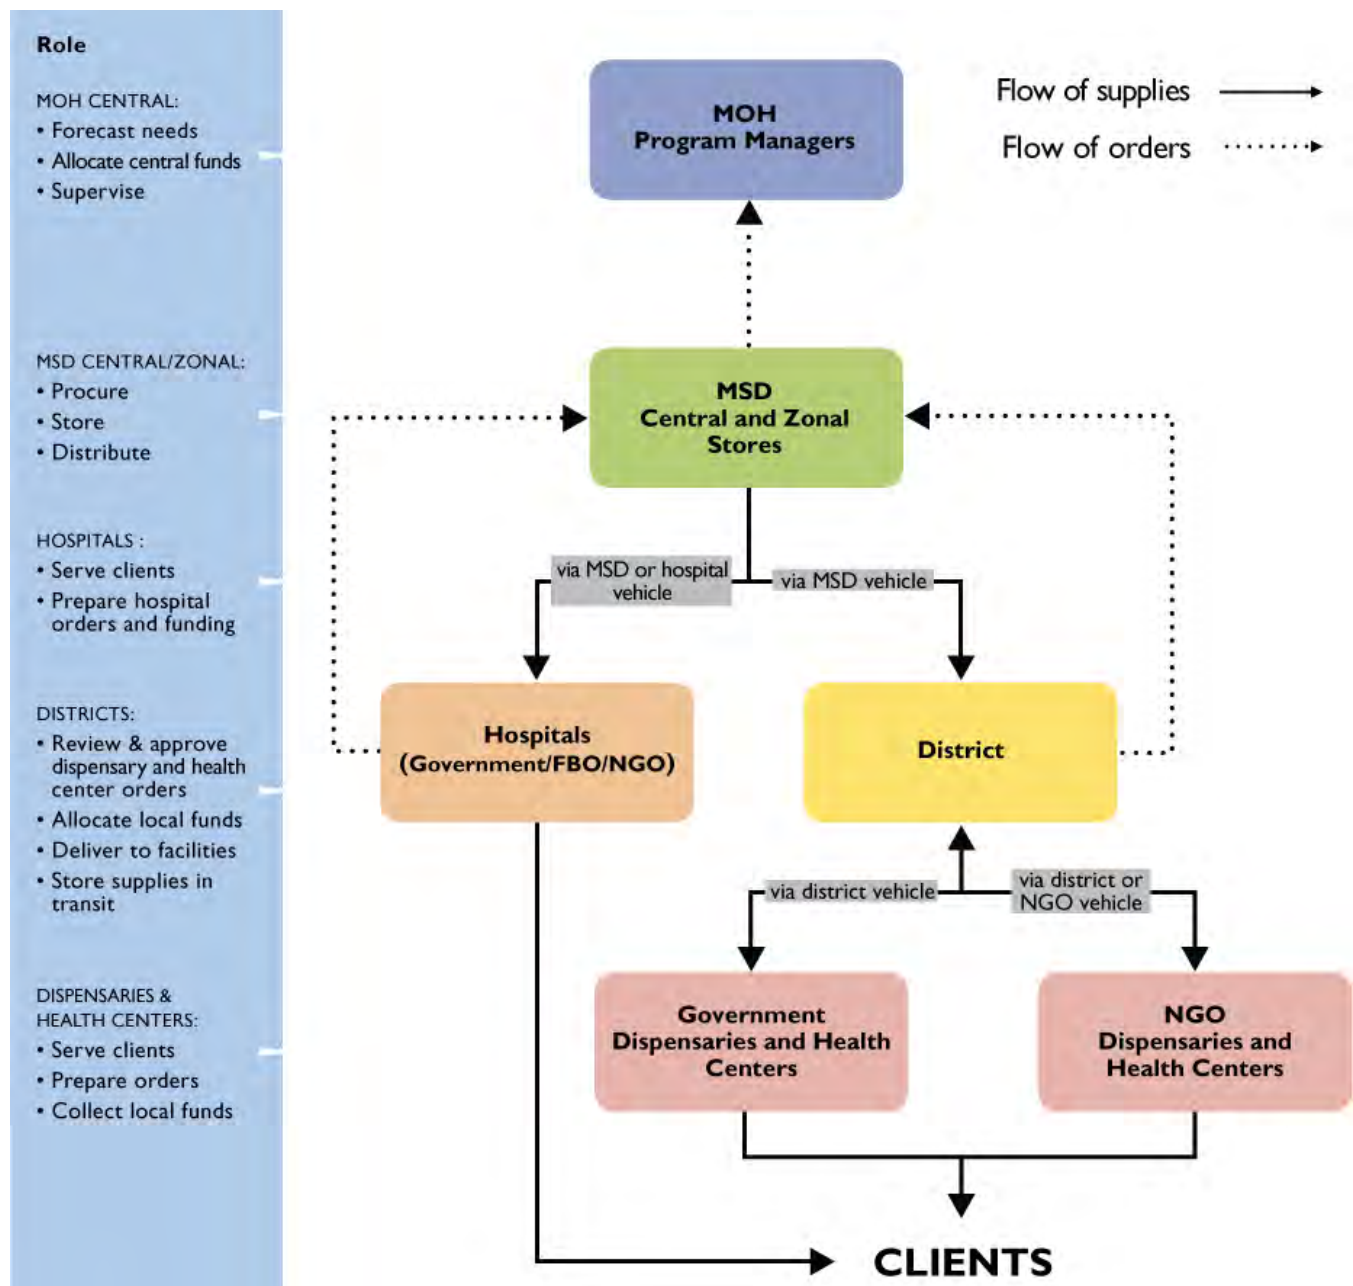 Role
MOH CENTRAL:
• Forecast needs
• Allocate central funds
• Supervise
MSD CENTRAL/ZONAL:
• Procure
• Store
• Distribute
HOSPITALS :
• Serve clients
• Prepare hospital
orders and funding
DISTRICTS:
• Review & approve
dispensary and health
center orders
• Allocate local funds
• Deliver to facilities
• Store supplies in
transit
DISPENSARIES &
HEALTH CENTERS:
• Serve clients
• Prepare orders
• Collect local funds
MOH
Program Managers
Flow of supplies
Flow of orders
MSD
Central and Zonal
Stores
via MSD or hospital
vehicle
via MSD vehicle
Hospitals
(Government/FBO/NGO)
District
via district vehicle
via district or
NGO vehicle
Government
Dispensaries and Health
Centers
NGO
Dispensaries and
Health Centers
CLIENTS